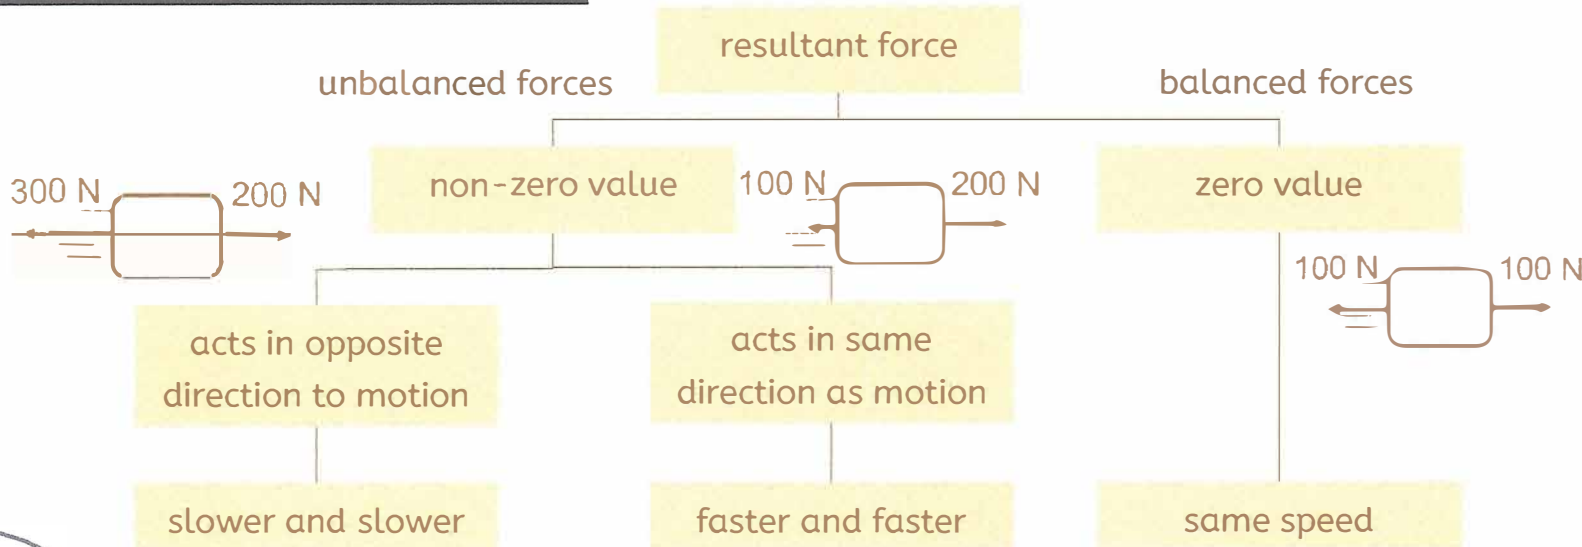 resultant force
unbalanced forces
balanced forces
300 N
200 N
non-zero value
100 N
200 N
zero value
100 N
100 N
acts in opposite
direction to motion
acts in same
direction as motion
slower and slower
faster and faster
same speed